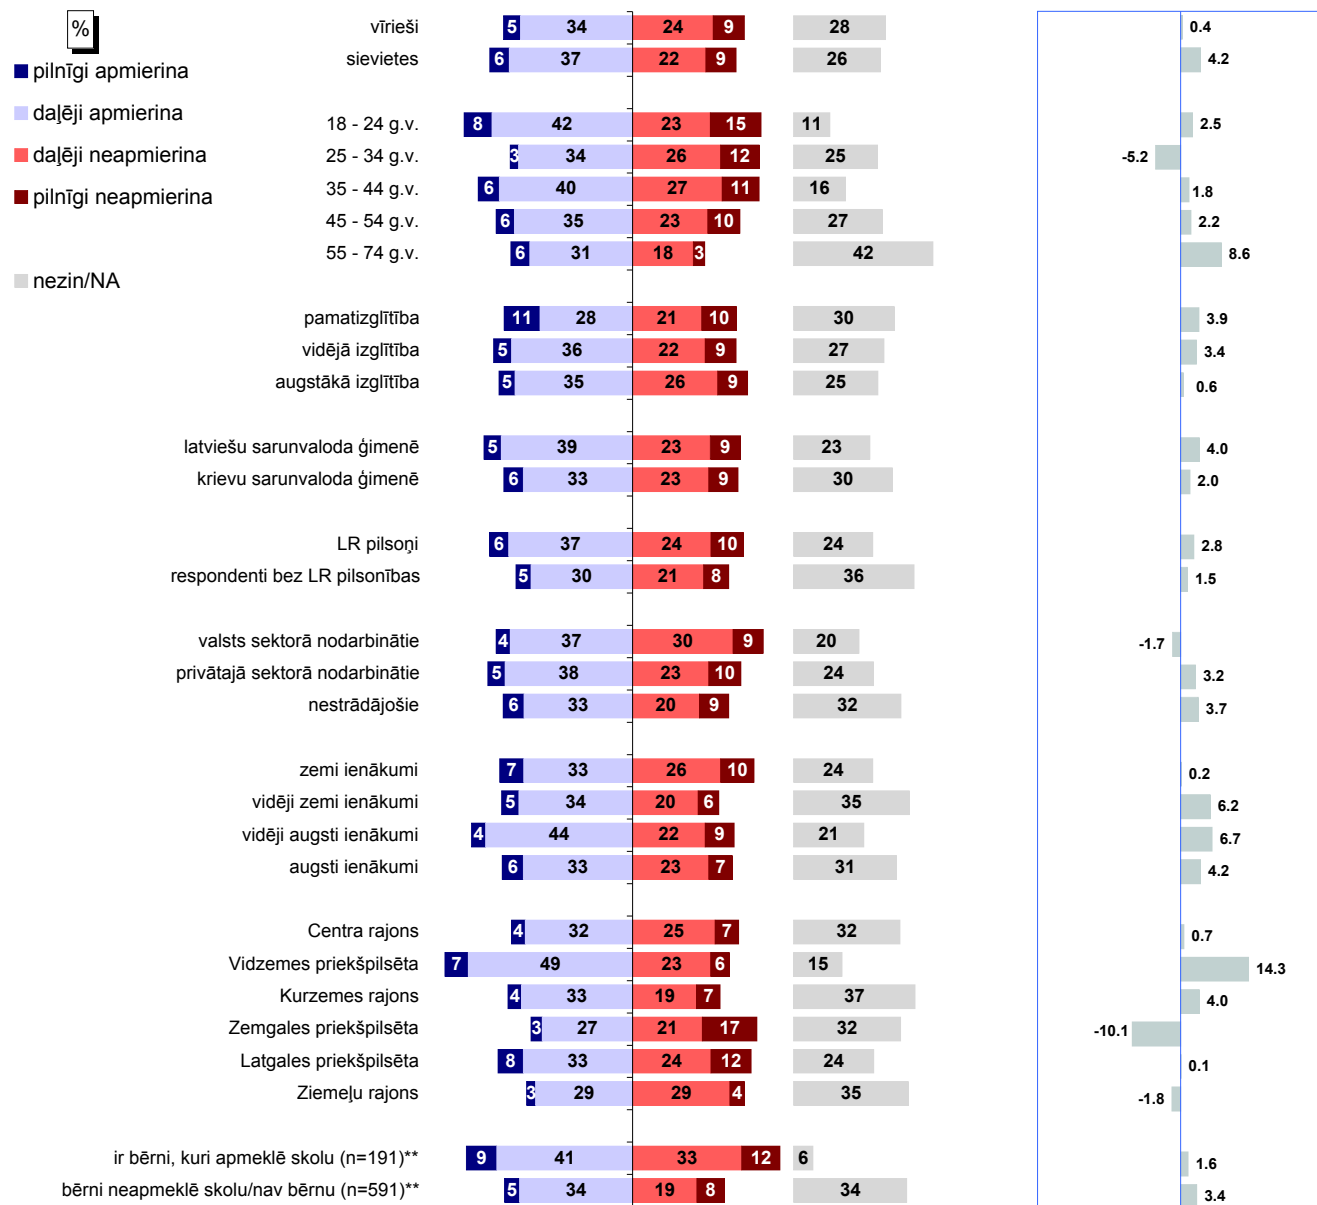 %
pilnīgi apmierina
daļēji apmierina
daļēji neapmierina
pilnīgi neapmierina
nezin/NA
vīrieši 5 34 24 9 28 0.4
sievietes 6 37 22 9 26 4.2
18 - 24 g.v. 8 42 23 15 11 2.5
25 - 34 g.v. 3 34 26 12 25 -5.2
35 - 44 g.v. 6 40 27 11 16 1.8
45 - 54 g.v. 6 35 23 10 27 2.2
55 - 74 g.v. 6 31 18 3 42 8.6
pamatizglītība 11 28 21 10 30 3.9
vidējā izglītība 5 36 22 9 27 3.4
augstākā izglītība 5 35 26 9 25 0.6
latviešu sarunvaloda ģimenē 5 39 23 9 23 4.0
krievu sarunvaloda ģimenē 6 33 23 9 30 2.0
LR pilsoņi 6 37 24 10 24 2.8
respondenti bez LR pilsonības 5 30 21 8 36 1.5
valsts sektorā nodarbinātie 4 37 30 9 20 -1.7
privātajā sektorā nodarbinātie 5 38 23 10 24 3.2
nestrādājošie 6 33 20 9 32 3.7
zemi ienākumi 7 33 26 10 24 0.2
vidēji zemi ienākumi 5 34 20 6 35 6.2
vidēji augsti ienākumi 4 44 22 9 21 6.7
augsti ienākumi 6 33 23 7 31 4.2
Centra rajons 4 32 25 7 32 0.7
Vidzemes priekšpilsēta 7 49 23 6 15 14.3
Kurzemes rajons 4 33 19 7 37 4.0
Zemgales priekšpilsēta 3 27 21 17 32 -10.1
Latgales priekšpilsēta 8 33 24 12 24 0.1
Ziemeļu rajons 3 29 29 4 35 -1.8
ir bērni, kuri apmeklē skolu (n=191)** 9 41 33 12 6 1.6
bērni neapmeklē skolu/nav bērnu (n=591)** 5 34 19 8 34 3.4